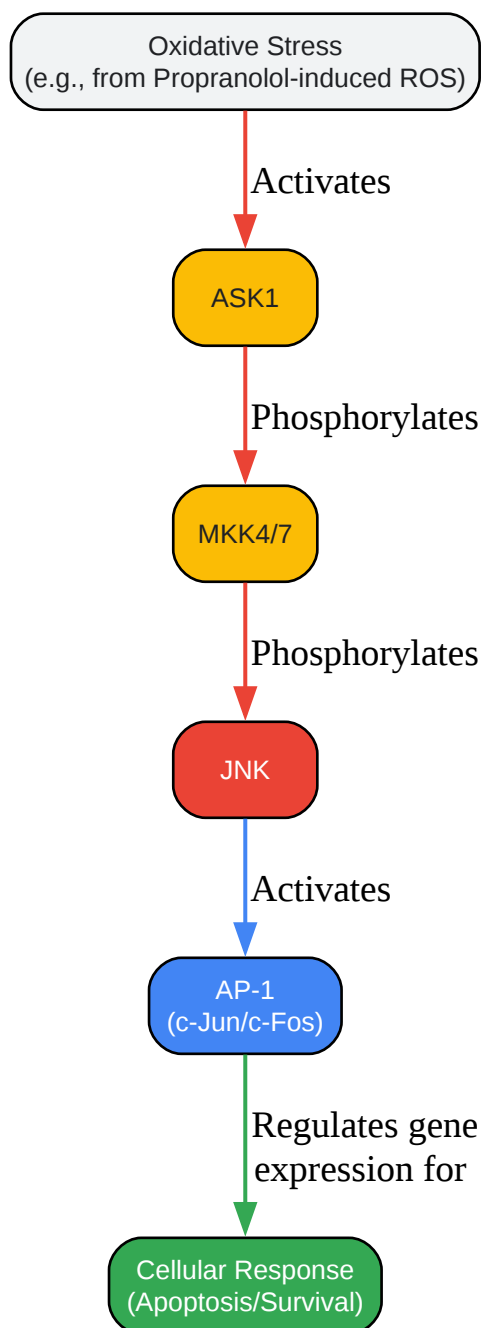 Oxidative Stress
(e.g., from Propranolol-induced ROS)
Activates
ASK1
Phosphorylates
MKK4/7
Phosphorylates
JNK
Activates
AP-1
(c-Jun/c-Fos)
Regulates gene
expression for
Cellular Response
(Apoptosis/Survival)